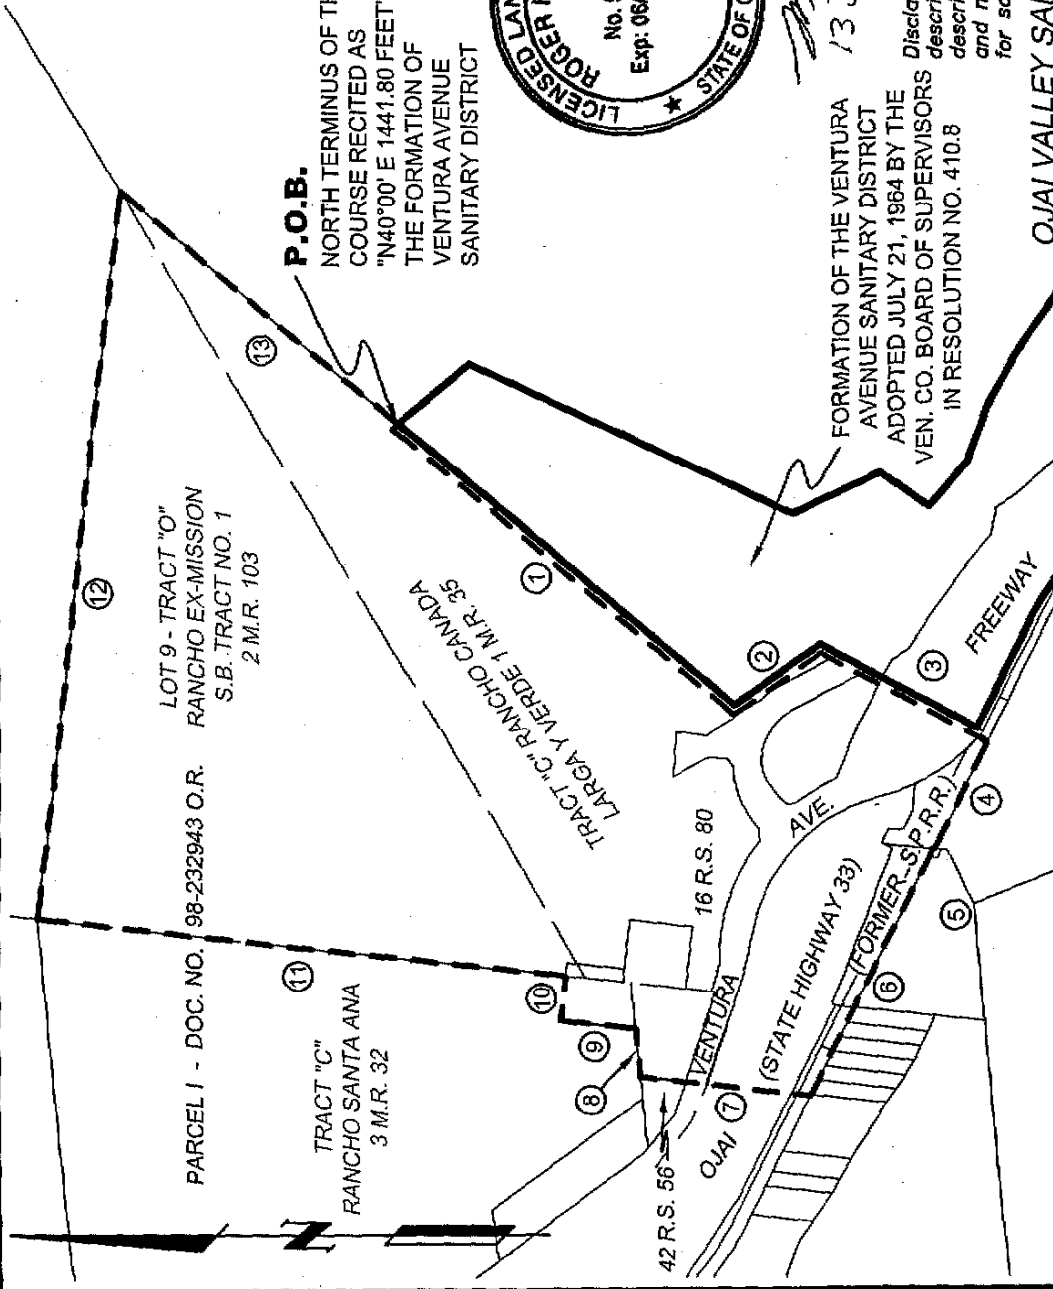 PARCEL I - DOC. NO. 98-232943 O.R.
LOT 9 - TRACT "O"
RANCHO EX-MISSION
S.B. TRACT NO. 1
2 M.R. 103
TRACT "C"
RANCHO SANTA ANA
3 M.R. 32
TRACT "C" RANCHO CANADA
LARGA Y VERDE 1 M.R. 35
P.O.B.
NORTH TERMINUS OF
COURSE RECITED AS
"N40°00' E 1441.80 FEET
THE FORMATION OF
VENTURA AVENUE
SANITARY DISTRICT
LICENSED
ROGER
No.
Exp:
STATE OF
FORMATION OF THE VENTURA
AVENUE SANITARY DISTRICT
ADOPTED JULY 21, 1964 BY THE
VEN. CO. BOARD OF SUPERVISORS
IN RESOLUTION NO. 410.8
and
OJAI VALLEY
1
2
3
4
5
6
7
8
9
10
11
12
13
N
16 R.S. 80
42 R.S. 56
VENTURA
AVE.
OJAI
FREEWAY
(STATE HIGHWAY 33)
(FORMER S.P.R.R.)